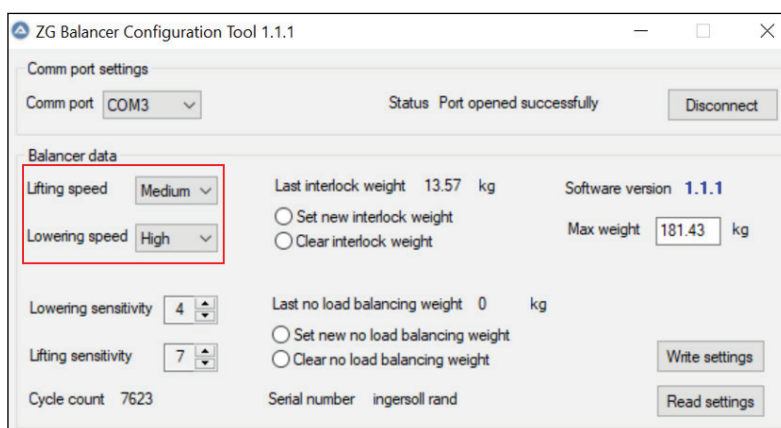 ZG Balancer Configuration Tool 1.1.1
Comm port settings
Comm port COM3 Status Port opened successfully Disconnect
Balancer data
Lifting speed Medium Last interlock weight 13.57 kg Software version 1.1.1
Set new interlock weight
Lowering speed High Clear interlock weight Max weight 181.43 kg
Lowering sensitivity 4 Last no load balancing weight 0 kg
Set new no load balancing weight
Lifting sensitivity 7 Clear no load balancing weight Write settings
Cycle count 7623 Serial number ingersoll rand Read settings